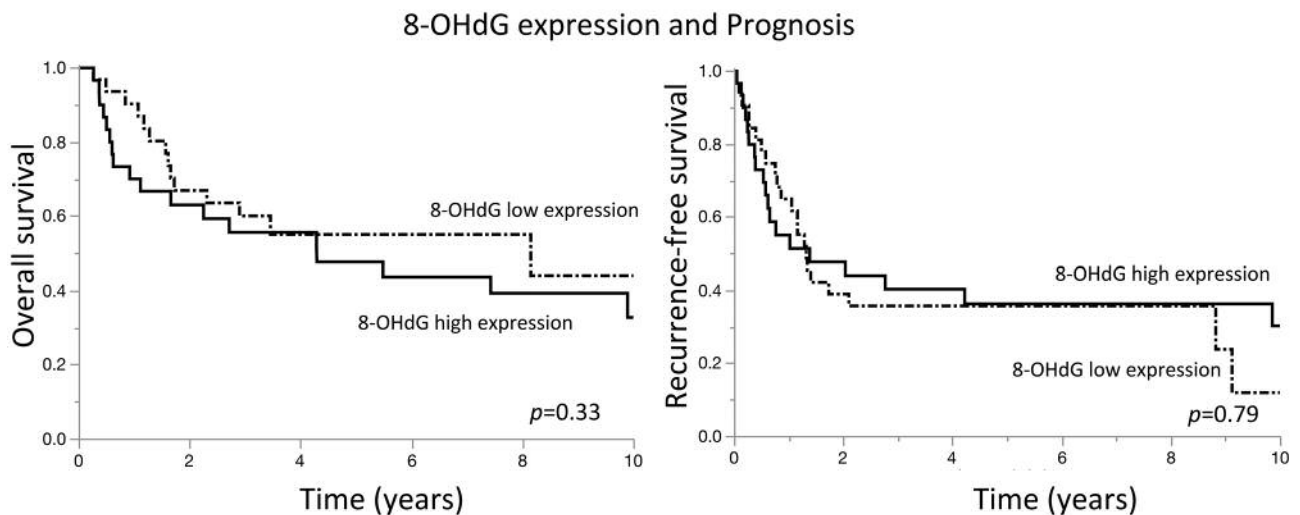 8-OHdG expression and Prognosis
Overall survival
1.0
0.8
0.6
0.4
0.2
0.0
0 2 4 6 8 10
Time (years)
8-OHdG low expression
8-OHdG high expression
p=0.33
Recurrence-free survival
1.0
0.8
0.6
0.4
0.2
0.0
0 2 4 6 8 10
Time (years)
8-OHdG high expression
8-OHdG low expression
p=0.79